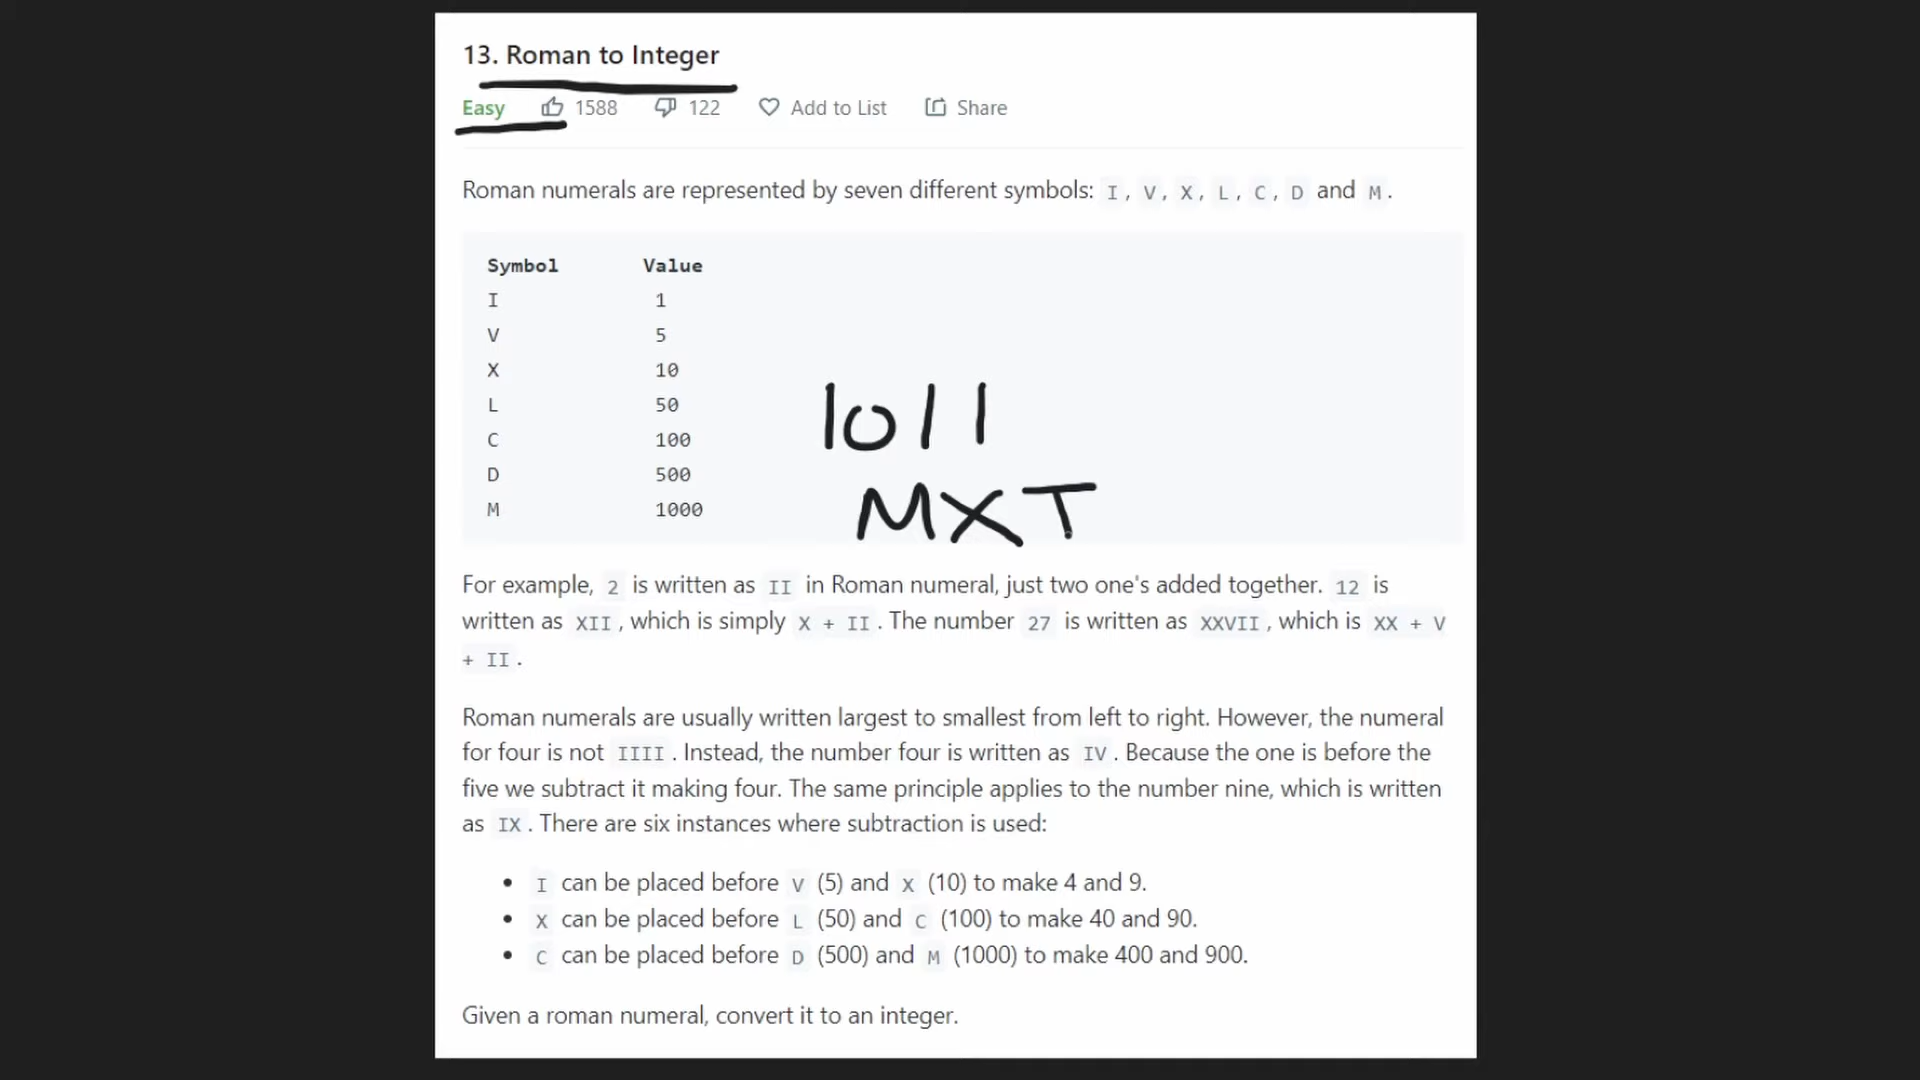 13. Roman to Integer
Easy 1588 122 Add to List Share
Roman numerals are represented by seven different symbols: I, V, X, L, C, D and M.
Symbol Value
I 1
V 5
X 10
L 50
C 100
D 500
M 1000
1011
MXT
For example, 2 is written as II in Roman numeral, just two one's added together. 12 is
written as XII, which is simply X + II. The number 27 is written as XXVII, which is XX + V
+ II.
Roman numerals are usually written largest to smallest from left to right. However, the numeral
for four is not IIII. Instead, the number four is written as IV. Because the one is before the
five we subtract it making four. The same principle applies to the number nine, which is written
as IX. There are six instances where subtraction is used:
• I can be placed before V (5) and X (10) to make 4 and 9.
• X can be placed before L (50) and C (100) to make 40 and 90.
• C can be placed before D (500) and M (1000) to make 400 and 900.
Given a roman numeral, convert it to an integer.